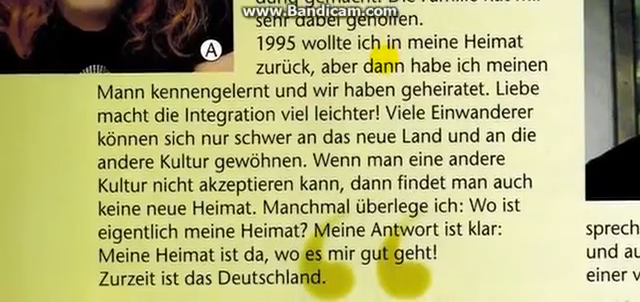 www.Bandicam.com
sehr dabei geholfen.
1995 wollte ich in meine Heimat
zurück, aber dann habe ich meinen
A
Mann kennengelernt und wir haben geheiratet. Liebe
macht die Integration viel leichter! Viele Einwanderer
können sich nur schwer an das neue Land und an die
andere Kultur gewöhnen. Wenn man eine andere
Kultur nicht akzeptieren kann, dann findet man auch
keine neue Heimat. Manchmal überlege ich: Wo ist
eigentlich meine Heimat? Meine Antwort ist klar:
Meine Heimat ist da, wo es mir gut geht!
Zurzeit ist das Deutschland.
sprech
und au
einer v